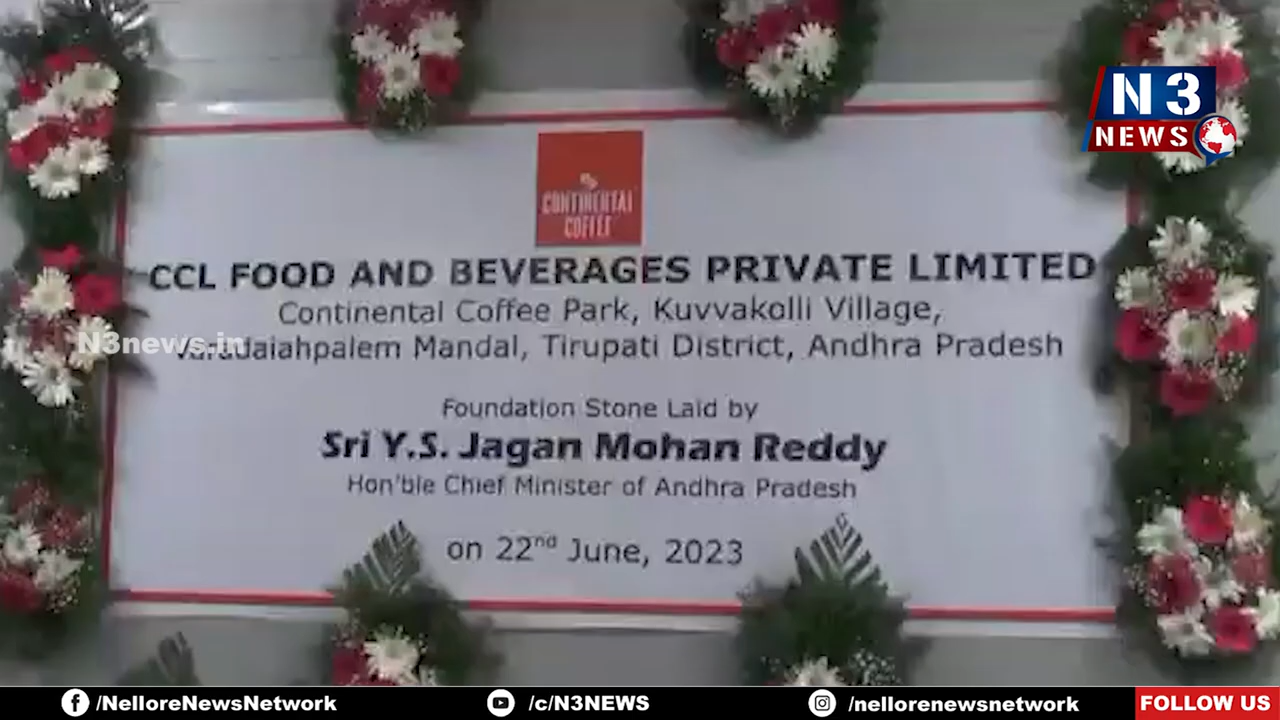 N 3
NEWS
CONTINENTAL
COFFEE
CCL FOOD AND BEVERAGES PRIVATE LIMITED
Continental Coffee Park, Kuvvakolli Village,
N3news.in
Varadaiahpalem Mandal, Tirupati District, Andhra Pradesh
Foundation Stone Laid by
Sri Y.S. Jagan Mohan Reddy
Hon'ble Chief Minister of Andhra Pradesh
on 22nd June, 2023
/NelloreNewsNetwork
/c/N3NEWS
/nellorenewsnetwork
FOLLOW US